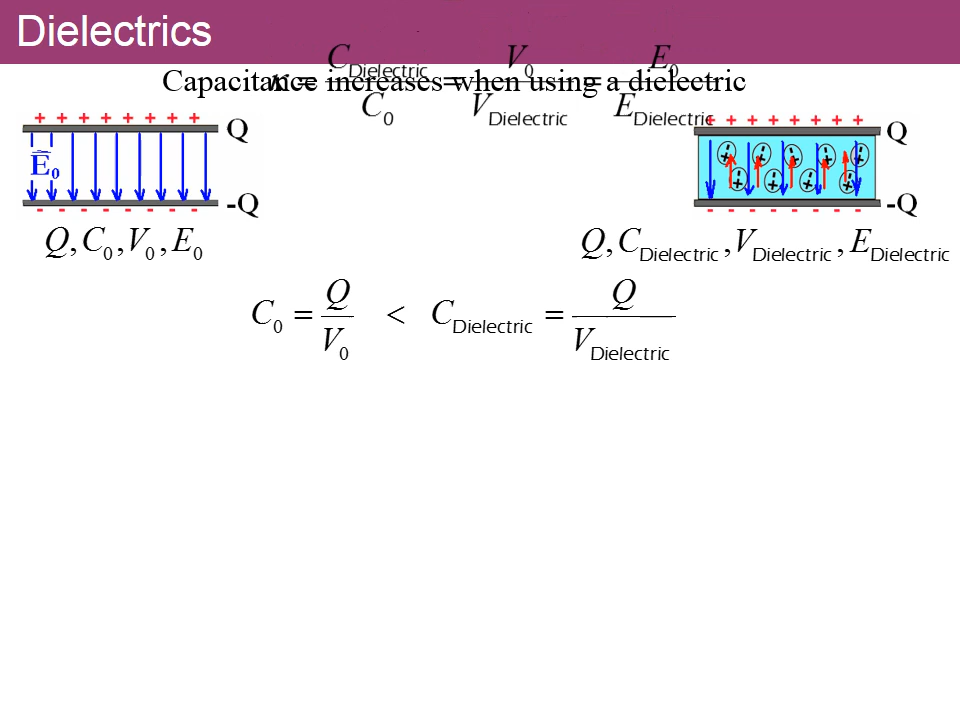 Dielectrics
κ = C_Dielectric / C_0 = V_0 / V_Dielectric = E_0 / E_Dielectric
Capacitance increases when using a dielectric
+ + + + + + + + Q
E_0
- - - - - - - - -Q
Q, C_0, V_0, E_0
+ + + + + + + + Q
- - - - - - - - -Q
Q, C_Dielectric, V_Dielectric, E_Dielectric
C_0 = Q / V_0 < C_Dielectric = Q / V_Dielectric